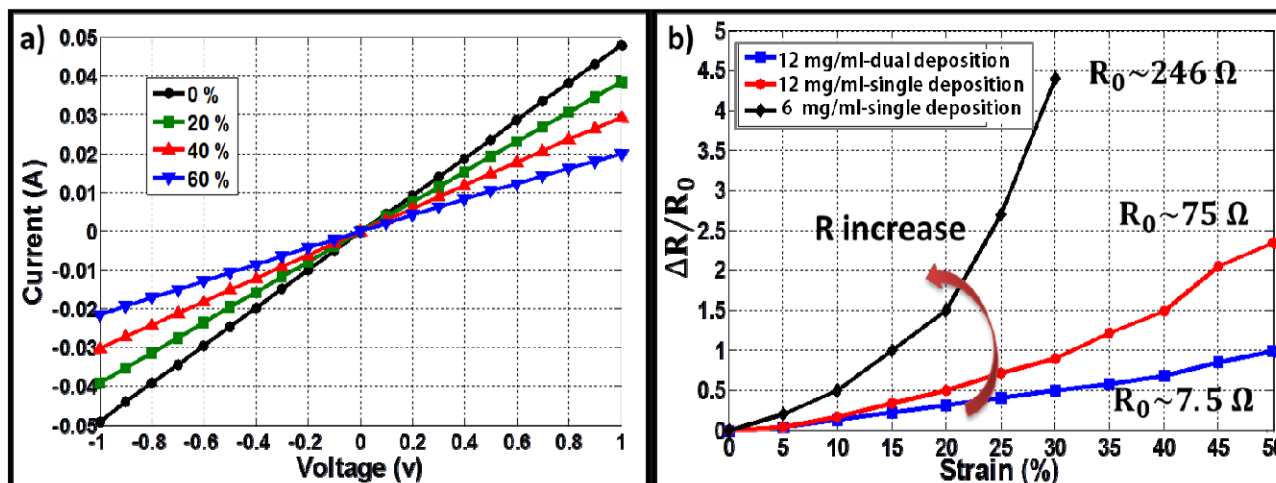 a)
0.05
0.04
0.03
0.02
0.01
0
-0.01
-0.02
-0.03
-0.04
-0.05
Current (A)
0 %
20 %
40 %
60 %
-1 -0.8 -0.6 -0.4 -0.2 0 0.2 0.4 0.6 0.8 1
Voltage (v)
b)
5
4.5
4
3.5
3
2.5
2
1.5
1
0.5
0
ΔR/R₀
12 mg/ml-dual deposition
12 mg/ml-single deposition
6 mg/ml-single deposition
R₀~246 Ω
R₀~75 Ω
R increase
R₀~7.5 Ω
0 5 10 15 20 25 30 35 40 45 50
Strain (%)